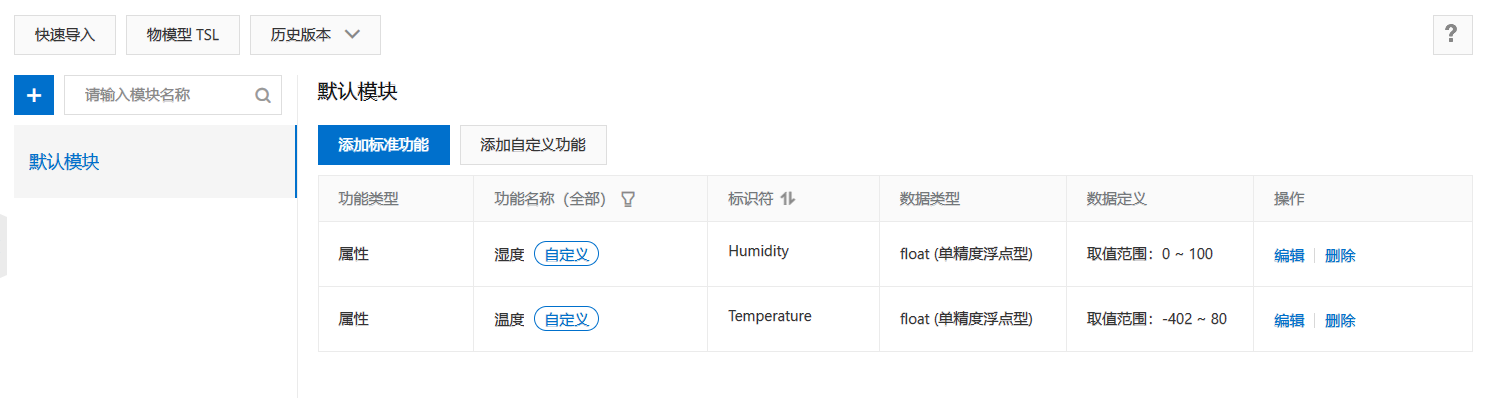 快速导入 物模型 TSL 历史版本 ?
+ 请输入模块名称 默认模块
添加标准功能 添加自定义功能
默认模块
功能类型 功能名称（全部） 标识符 数据类型 数据定义 操作
属性 湿度 自定义 Humidity float (单精度浮点型) 取值范围：0 ~ 100 编辑 删除
属性 温度 自定义 Temperature float (单精度浮点型) 取值范围：-402 ~ 80 编辑 删除